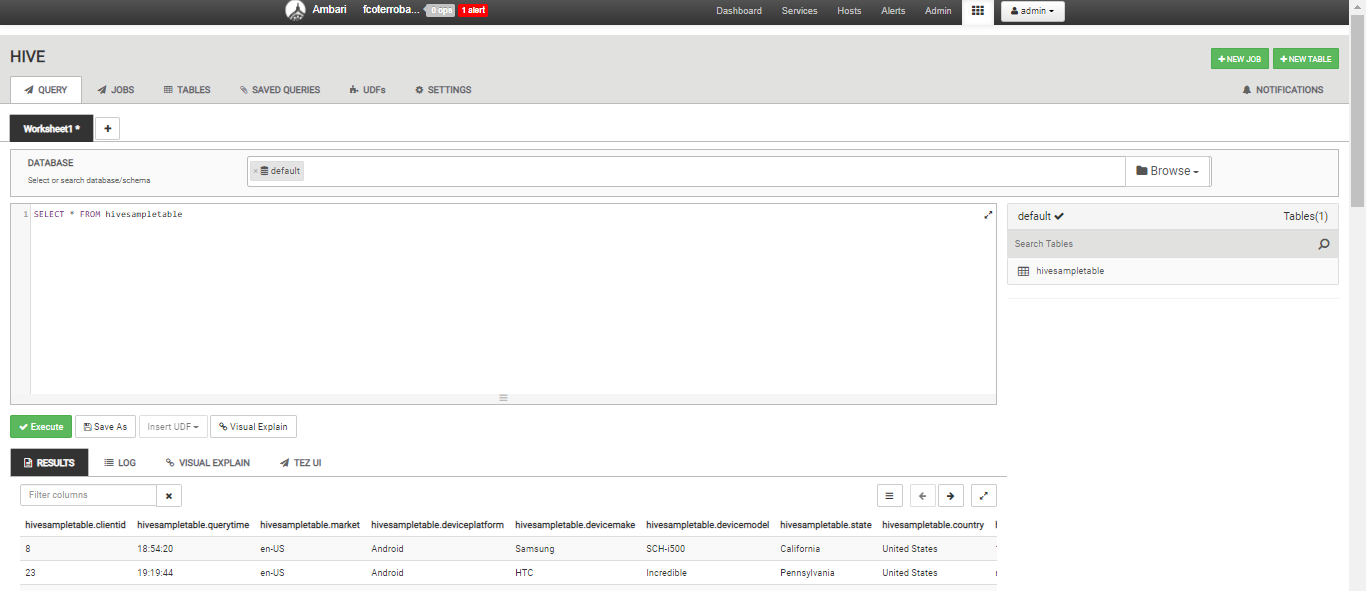 Ambari fcoterroba... 0 ops 1 alert Dashboard Services Hosts Alerts Admin admin
HIVE
NEW JOB NEW TABLE
QUERY JOBS TABLES SAVED QUERIES UDFs SETTINGS NOTIFICATIONS
Worksheet1 * +
DATABASE
Select or search database/schema
× default
Browse
1 SELECT * FROM hivesampletable
default Tables(1)
Search Tables
hivesampletable
Execute Save As Insert UDF Visual Explain
RESULTS LOG VISUAL EXPLAIN TEZ UI
Filter columns
hivesampletable.clientid hivesampletable.querytime hivesampletable.market hivesampletable.deviceplatform hivesampletable.devicemake hivesampletable.devicemodel hivesampletable.state hivesampletable.country
8 18:54:20 en-US Android Samsung SCH-i500 California United States
23 19:19:44 en-US Android HTC Incredible Pennsylvania United States